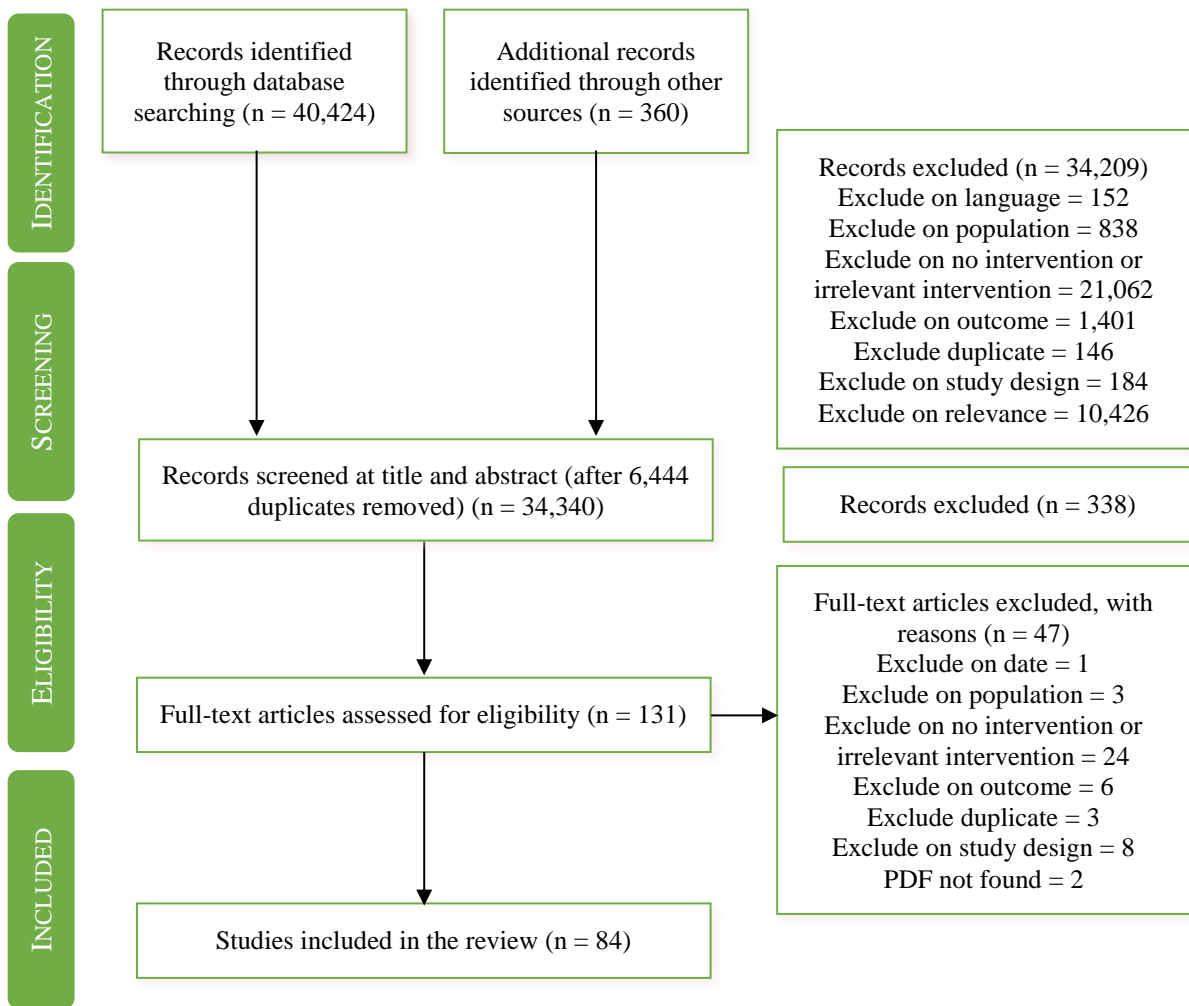 IDENTIFICATION
Records identified
through database
searching (n = 40,424)
Additional records
identified through other
sources (n = 360)
Records excluded (n = 34,209)
Exclude on language = 152
Exclude on population = 838
Exclude on no intervention or
irrelevant intervention = 21,062
Exclude on outcome = 1,401
Exclude duplicate = 146
Exclude on study design = 184
Exclude on relevance = 10,426
SCREENING
Records screened at title and abstract (after 6,444
duplicates removed) (n = 34,340)
Records excluded (n = 338)
ELIGIBILITY
Full-text articles assessed for eligibility (n = 131)
Full-text articles excluded, with
reasons (n = 47)
Exclude on date = 1
Exclude on population = 3
Exclude on no intervention or
irrelevant intervention = 24
Exclude on outcome = 6
Exclude duplicate = 3
Exclude on study design = 8
PDF not found = 2
INCLUDED
Studies included in the review (n = 84)